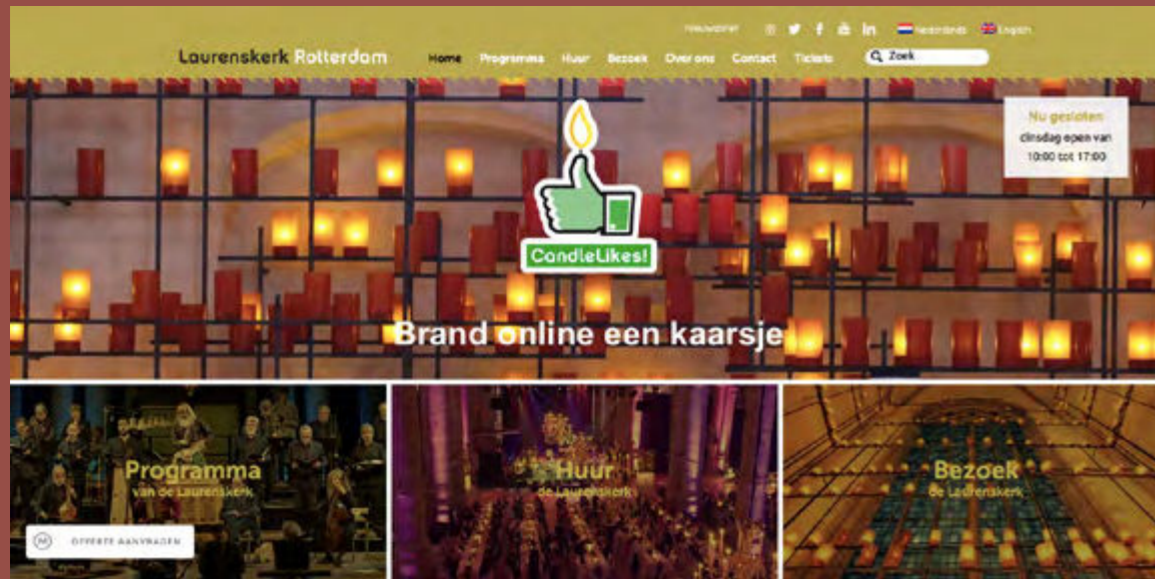 nieuwsbrief
Nederlands
English
Laurenskerk Rotterdam
Home Programma Huur Bezoek Over ons Contact Tickets
Zoek
Nu gesloten
dinsdag open van
10:00 tot 17:00
CandleLikes!
Brand online een kaarsje
Programma
van de Laurenskerk
Huur
de Laurenskerk
Bezoek
de Laurenskerk
OFFERTE AANVRAGEN